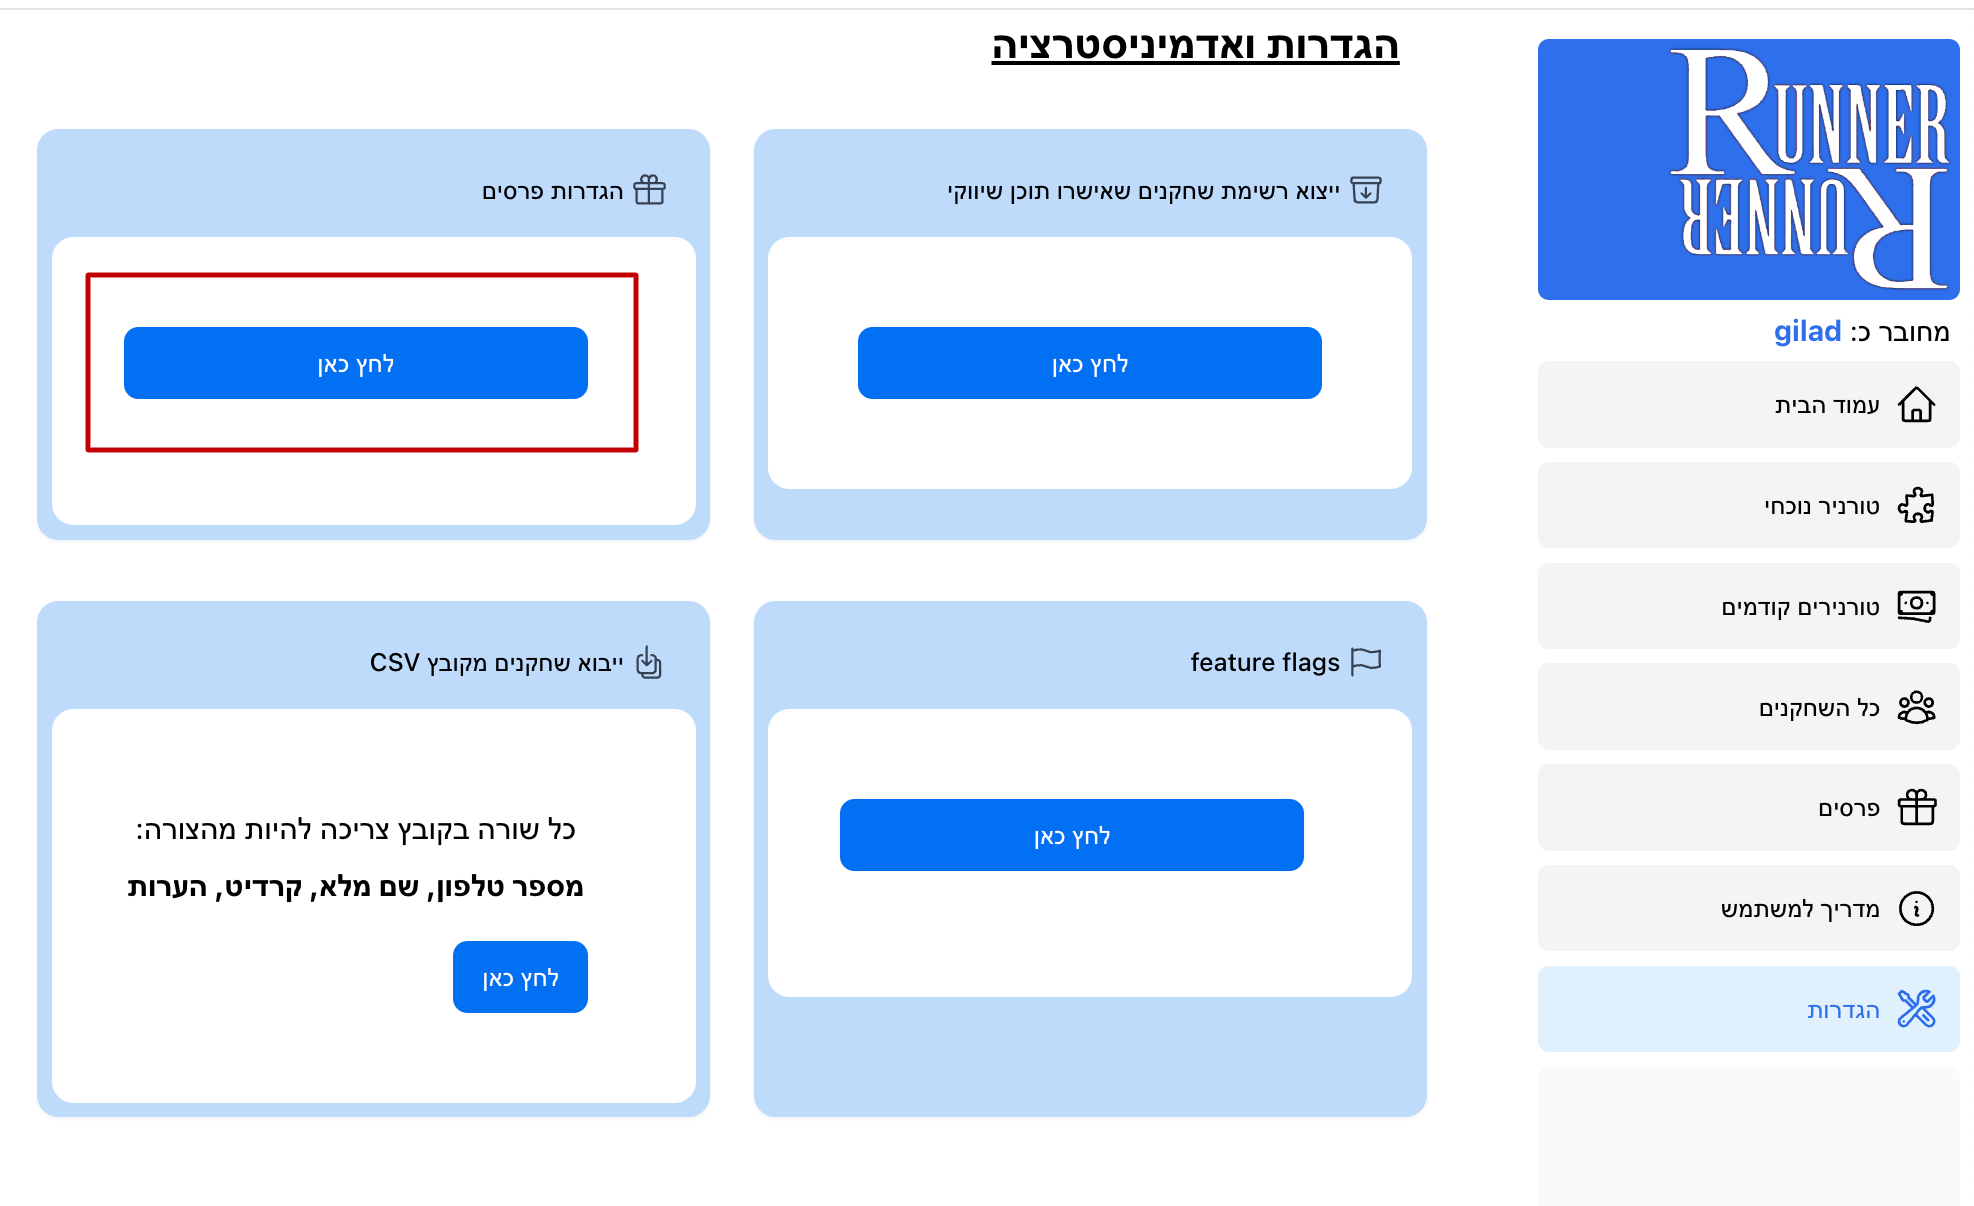 הגדרות ואדמיניסטרציה
RUNNER
RUNNER
מחובר כ: gilad
עמוד הבית
טורניר נוכחי
טורנירים קודמים
כל השחקנים
פרסים
מדריך למשתמש
הגדרות
ייצוא רשימת שחקנים שאישרו תוכן שיווקי
לחץ כאן
הגדרות פרסים
לחץ כאן
feature flags
לחץ כאן
ייבוא שחקנים מקובץ CSV
כל שורה בקובץ צריכה להיות מהצורה:
מספר טלפון, שם מלא, קרדיט, הערות
לחץ כאן